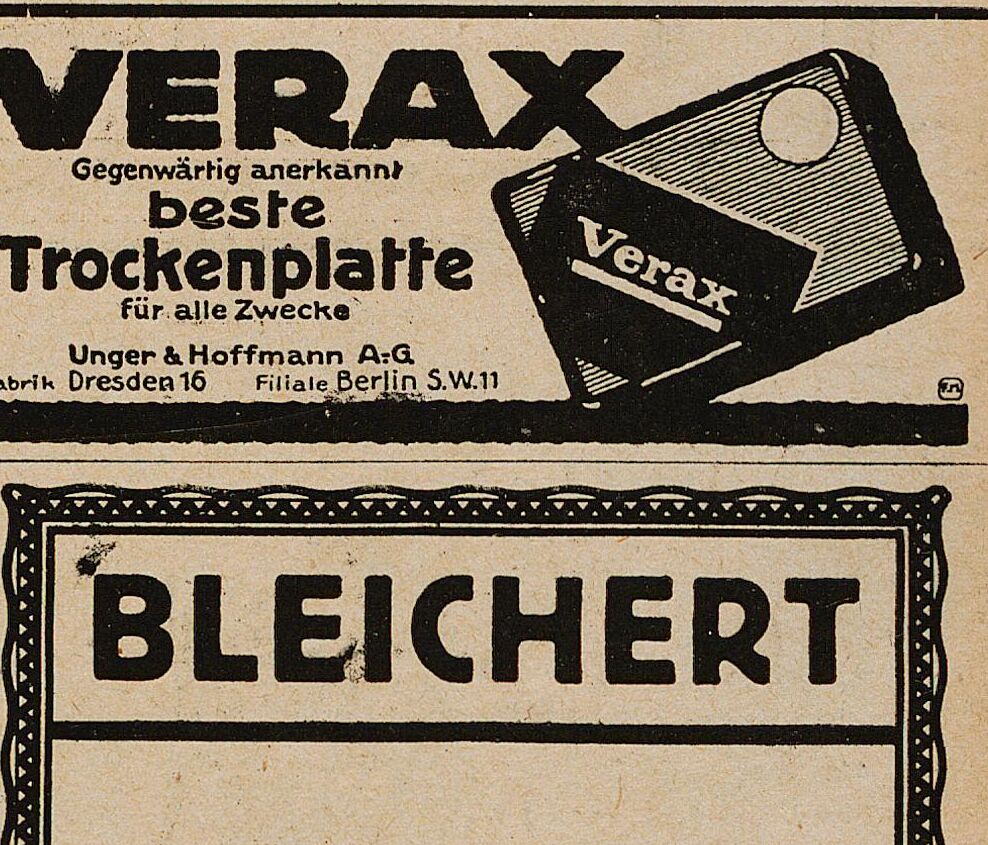 VERAX
Gegenwärtig anerkannt
beste
Trockenplatte
für alle Zwecke
Verax
Unger & Hoffmann A.-G.
Dresden 16 Filiale Berlin S.W.11
BLEICHERT